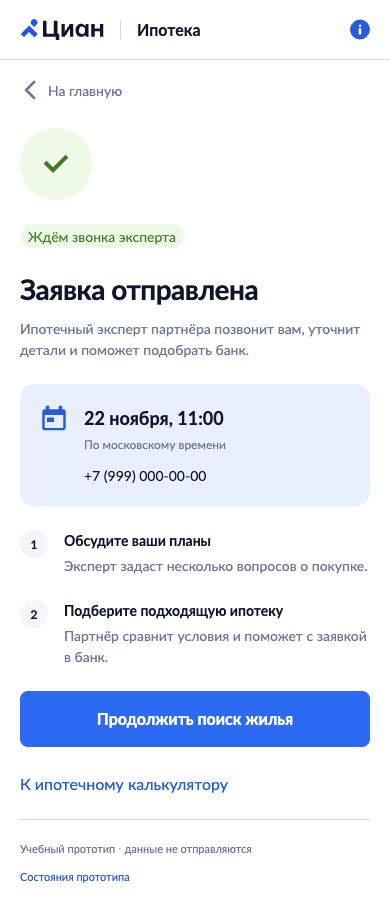 Циан
Ипотека
На главную
Ждём звонка эксперта
Заявка отправлена
Ипотечный эксперт партнёра позвонит вам, уточнит
детали и поможет подобрать банк.
22 ноября, 11:00
По московскому времени
+7 (999) 000-00-00
1
Обсудите ваши планы
Эксперт задаст несколько вопросов о покупке.
2
Подберите подходящую ипотеку
Партнёр сравнит условия и поможет с заявкой
в банк.
Продолжить поиск жилья
К ипотечному калькулятору
Учебный прототип · данные не отправляются
Состояния прототипа